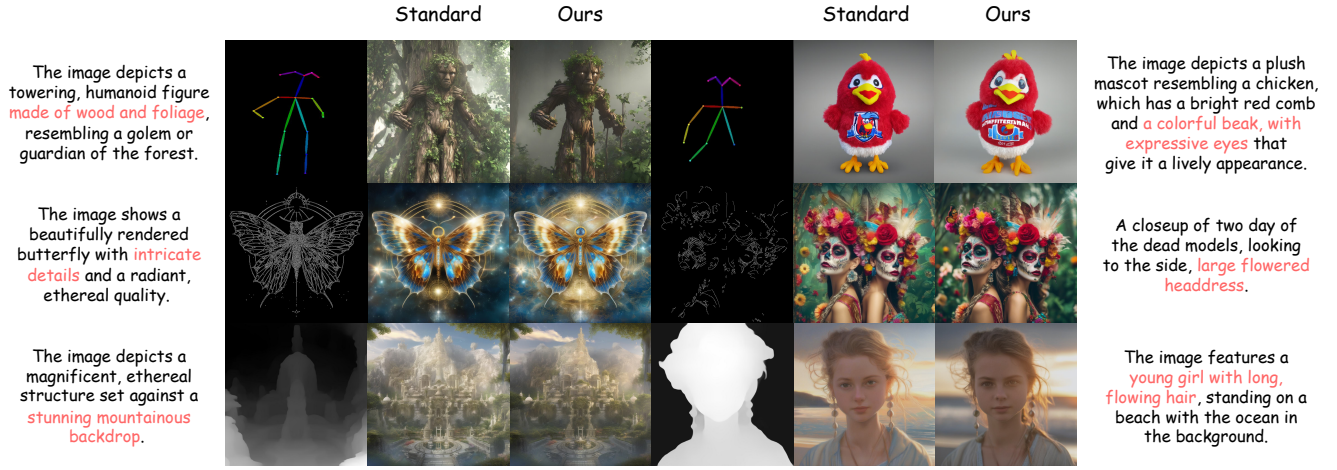 Standard
Ours
Standard
Ours
The image depicts a
towering, humanoid figure
made of wood and foliage,
resembling a golem or
guardian of the forest.
The image depicts a plush
mascot resembling a chicken,
which has a bright red comb
and a colorful beak, with
expressive eyes that
give it a lively appearance.
The image shows a
beautifully rendered
butterfly with intricate
details and a radiant,
ethereal quality.
A closeup of two day of
the dead models, looking
to the side, large flowered
headdress.
The image depicts a
magnificent, ethereal
structure set against a
stunning mountainous
backdrop.
The image features a
young girl with long,
flowing hair, standing on a
beach with the ocean in
the background.